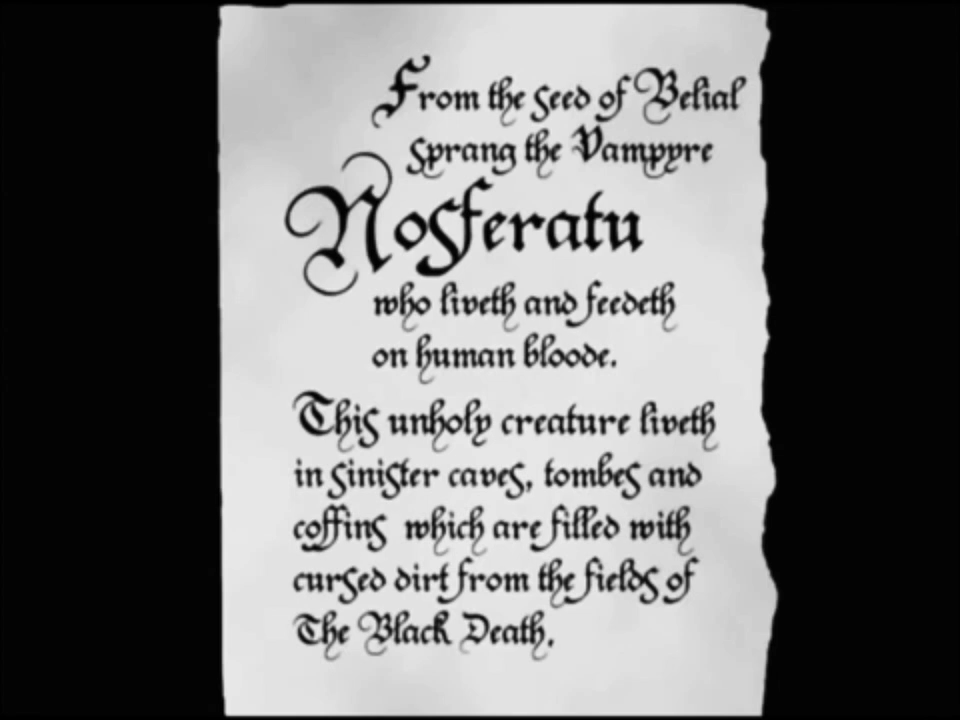 From the seed of Belial
sprang the Vampyre
Nosferatu
who liveth and feedeth
on human bloode.
This unholy creature liveth
in sinister caves, tombes and
coffins which are filled with
cursed dirt from the fields of
The Black Death.